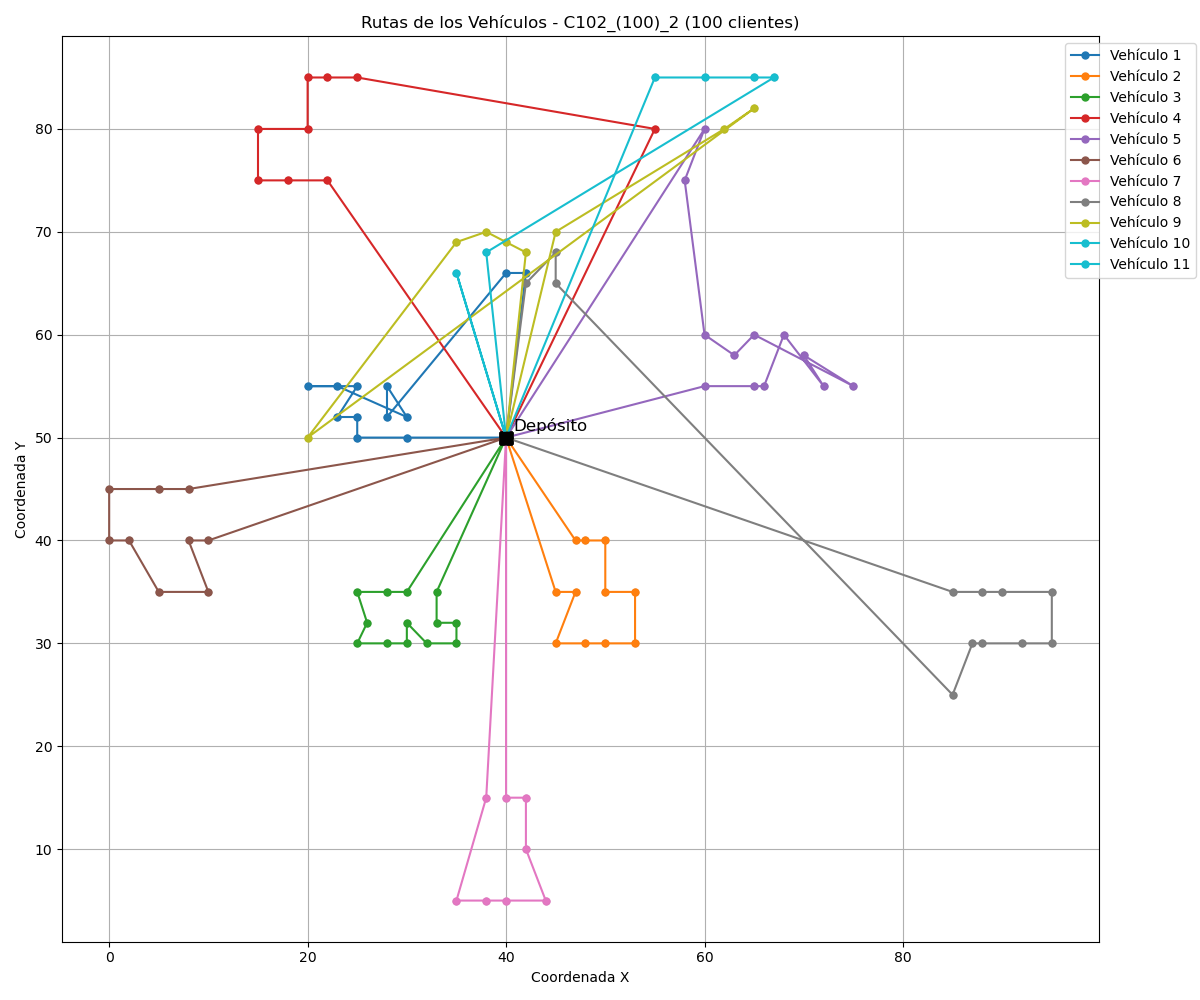 Rutas de los Vehículos - C102_(100)_2 (100 clientes)
Vehículo 1
Vehículo 2
Vehículo 3
Vehículo 4
Vehículo 5
Vehículo 6
Vehículo 7
Vehículo 8
Vehículo 9
Vehículo 10
Vehículo 11
Coordenada Y
80
70
60
50
40
30
20
10
Depósito
0
20
40
60
80
Coordenada X